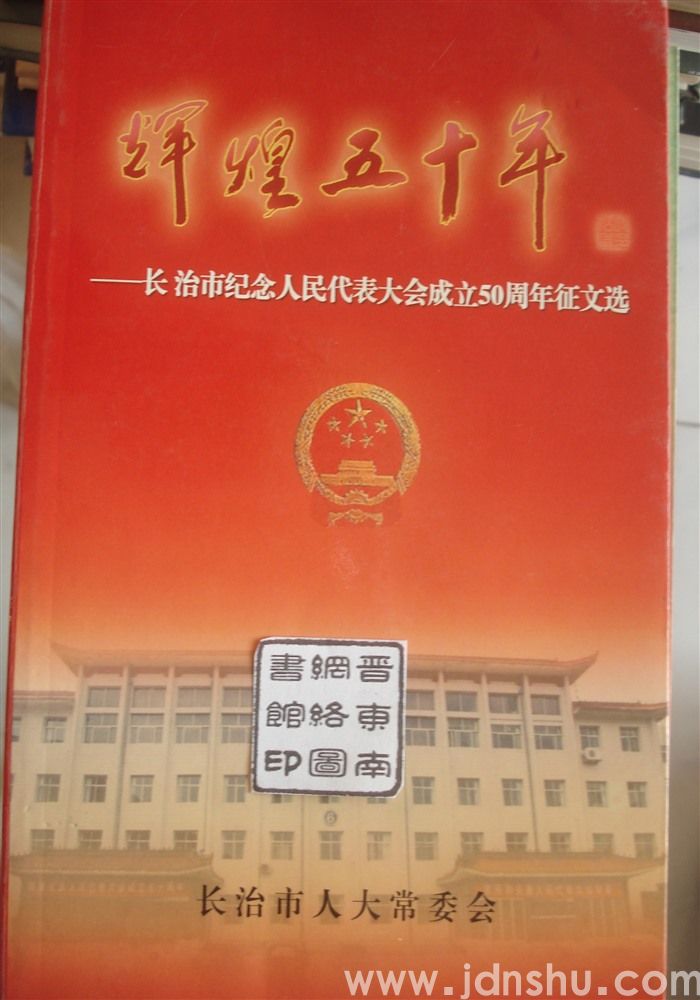 辉煌五十年
——长治市纪念人民代表大会成立50周年征文选
晋東南
網絡圖
書館印
长治市人大常委会
www.jdnshu.com